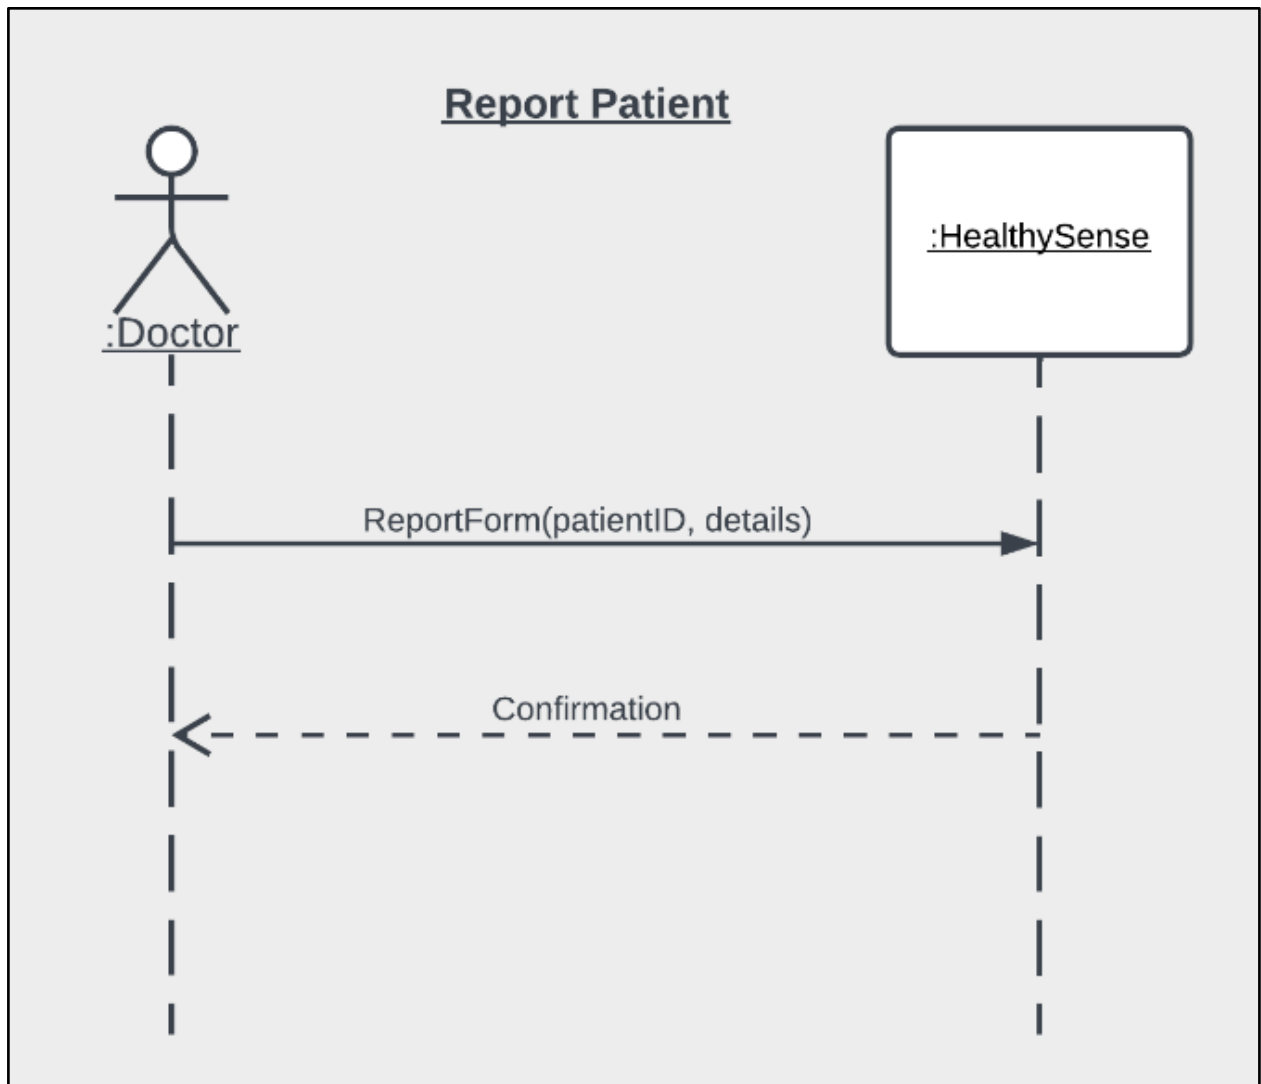 Report Patient
:Doctor
:HealthySense
ReportForm(patientID, details)
Confirmation